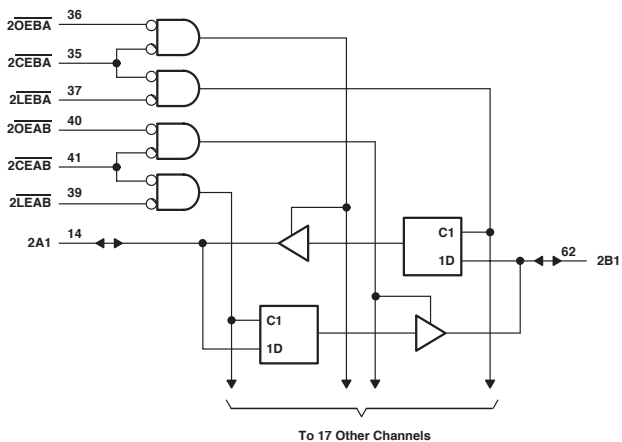 36
2OEBA
35
2CEBA
37
2LEBA
40
2OEAB
41
2CEAB
39
2LEAB
14
2A1
C1
1D
62
2B1
C1
1D
To 17 Other Channels